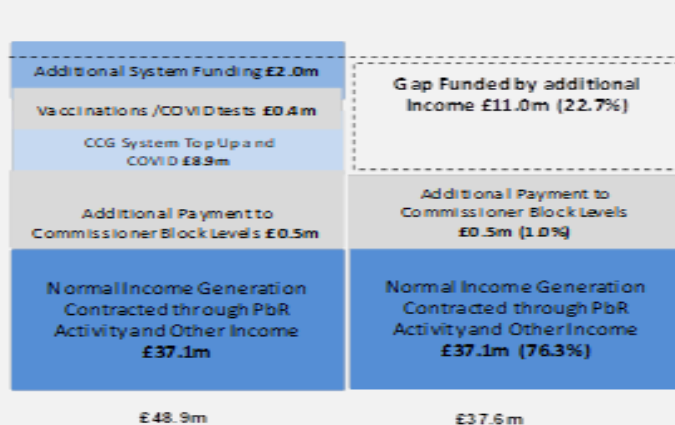 Additional System Funding £2.0m
Vaccinations /COVID tests £0.4m
CCG System Top Up and
COVID £8.9m
Additional Payment to
Commissioner Block Levels £0.5m
Normal Income Generation
Contracted through PbR
Activity and Other Income
£37.1m
£48.9m
Gap Funded by additional
Income £11.0m (22.7%)
Additional Payment to
Commissioner Block Levels
£0.5m (1.0%)
Normal Income Generation
Contracted through PbR
Activity and Other Income
£37.1m (76.3%)
£37.6m